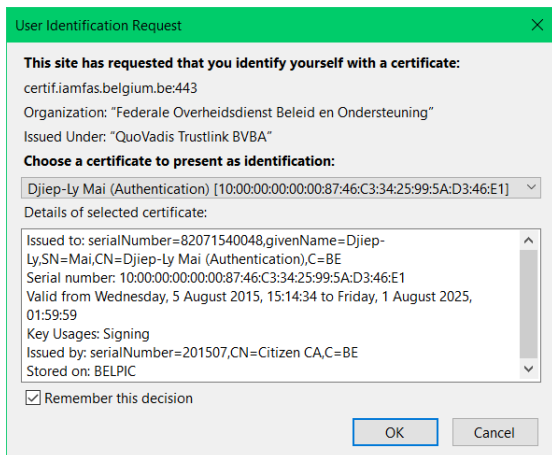 User Identification Request
This site has requested that you identify yourself with a certificate:
certif.iamfas.belgium.be:443
Organization: “Federale Overheidsdienst Beleid en Ondersteuning”
Issued Under: “QuoVadis Trustlink BVBA”
Choose a certificate to present as identification:
Djiep-Ly Mai (Authentication) [10:00:00:00:00:00:87:46:C3:34:25:99:5A:D3:46:E1]
Details of selected certificate:
Issued to: serialNumber=82071540048,givenName=Djiep-
Ly,SN=Mai,CN=Djiep-Ly Mai (Authentication),C=BE
Serial number: 10:00:00:00:00:00:87:46:C3:34:25:99:5A:D3:46:E1
Valid from Wednesday, 5 August 2015, 15:14:34 to Friday, 1 August 2025,
01:59:59
Key Usages: Signing
Issued by: serialNumber=201507,CN=Citizen CA,C=BE
Stored on: BELPIC
Remember this decision
OK Cancel